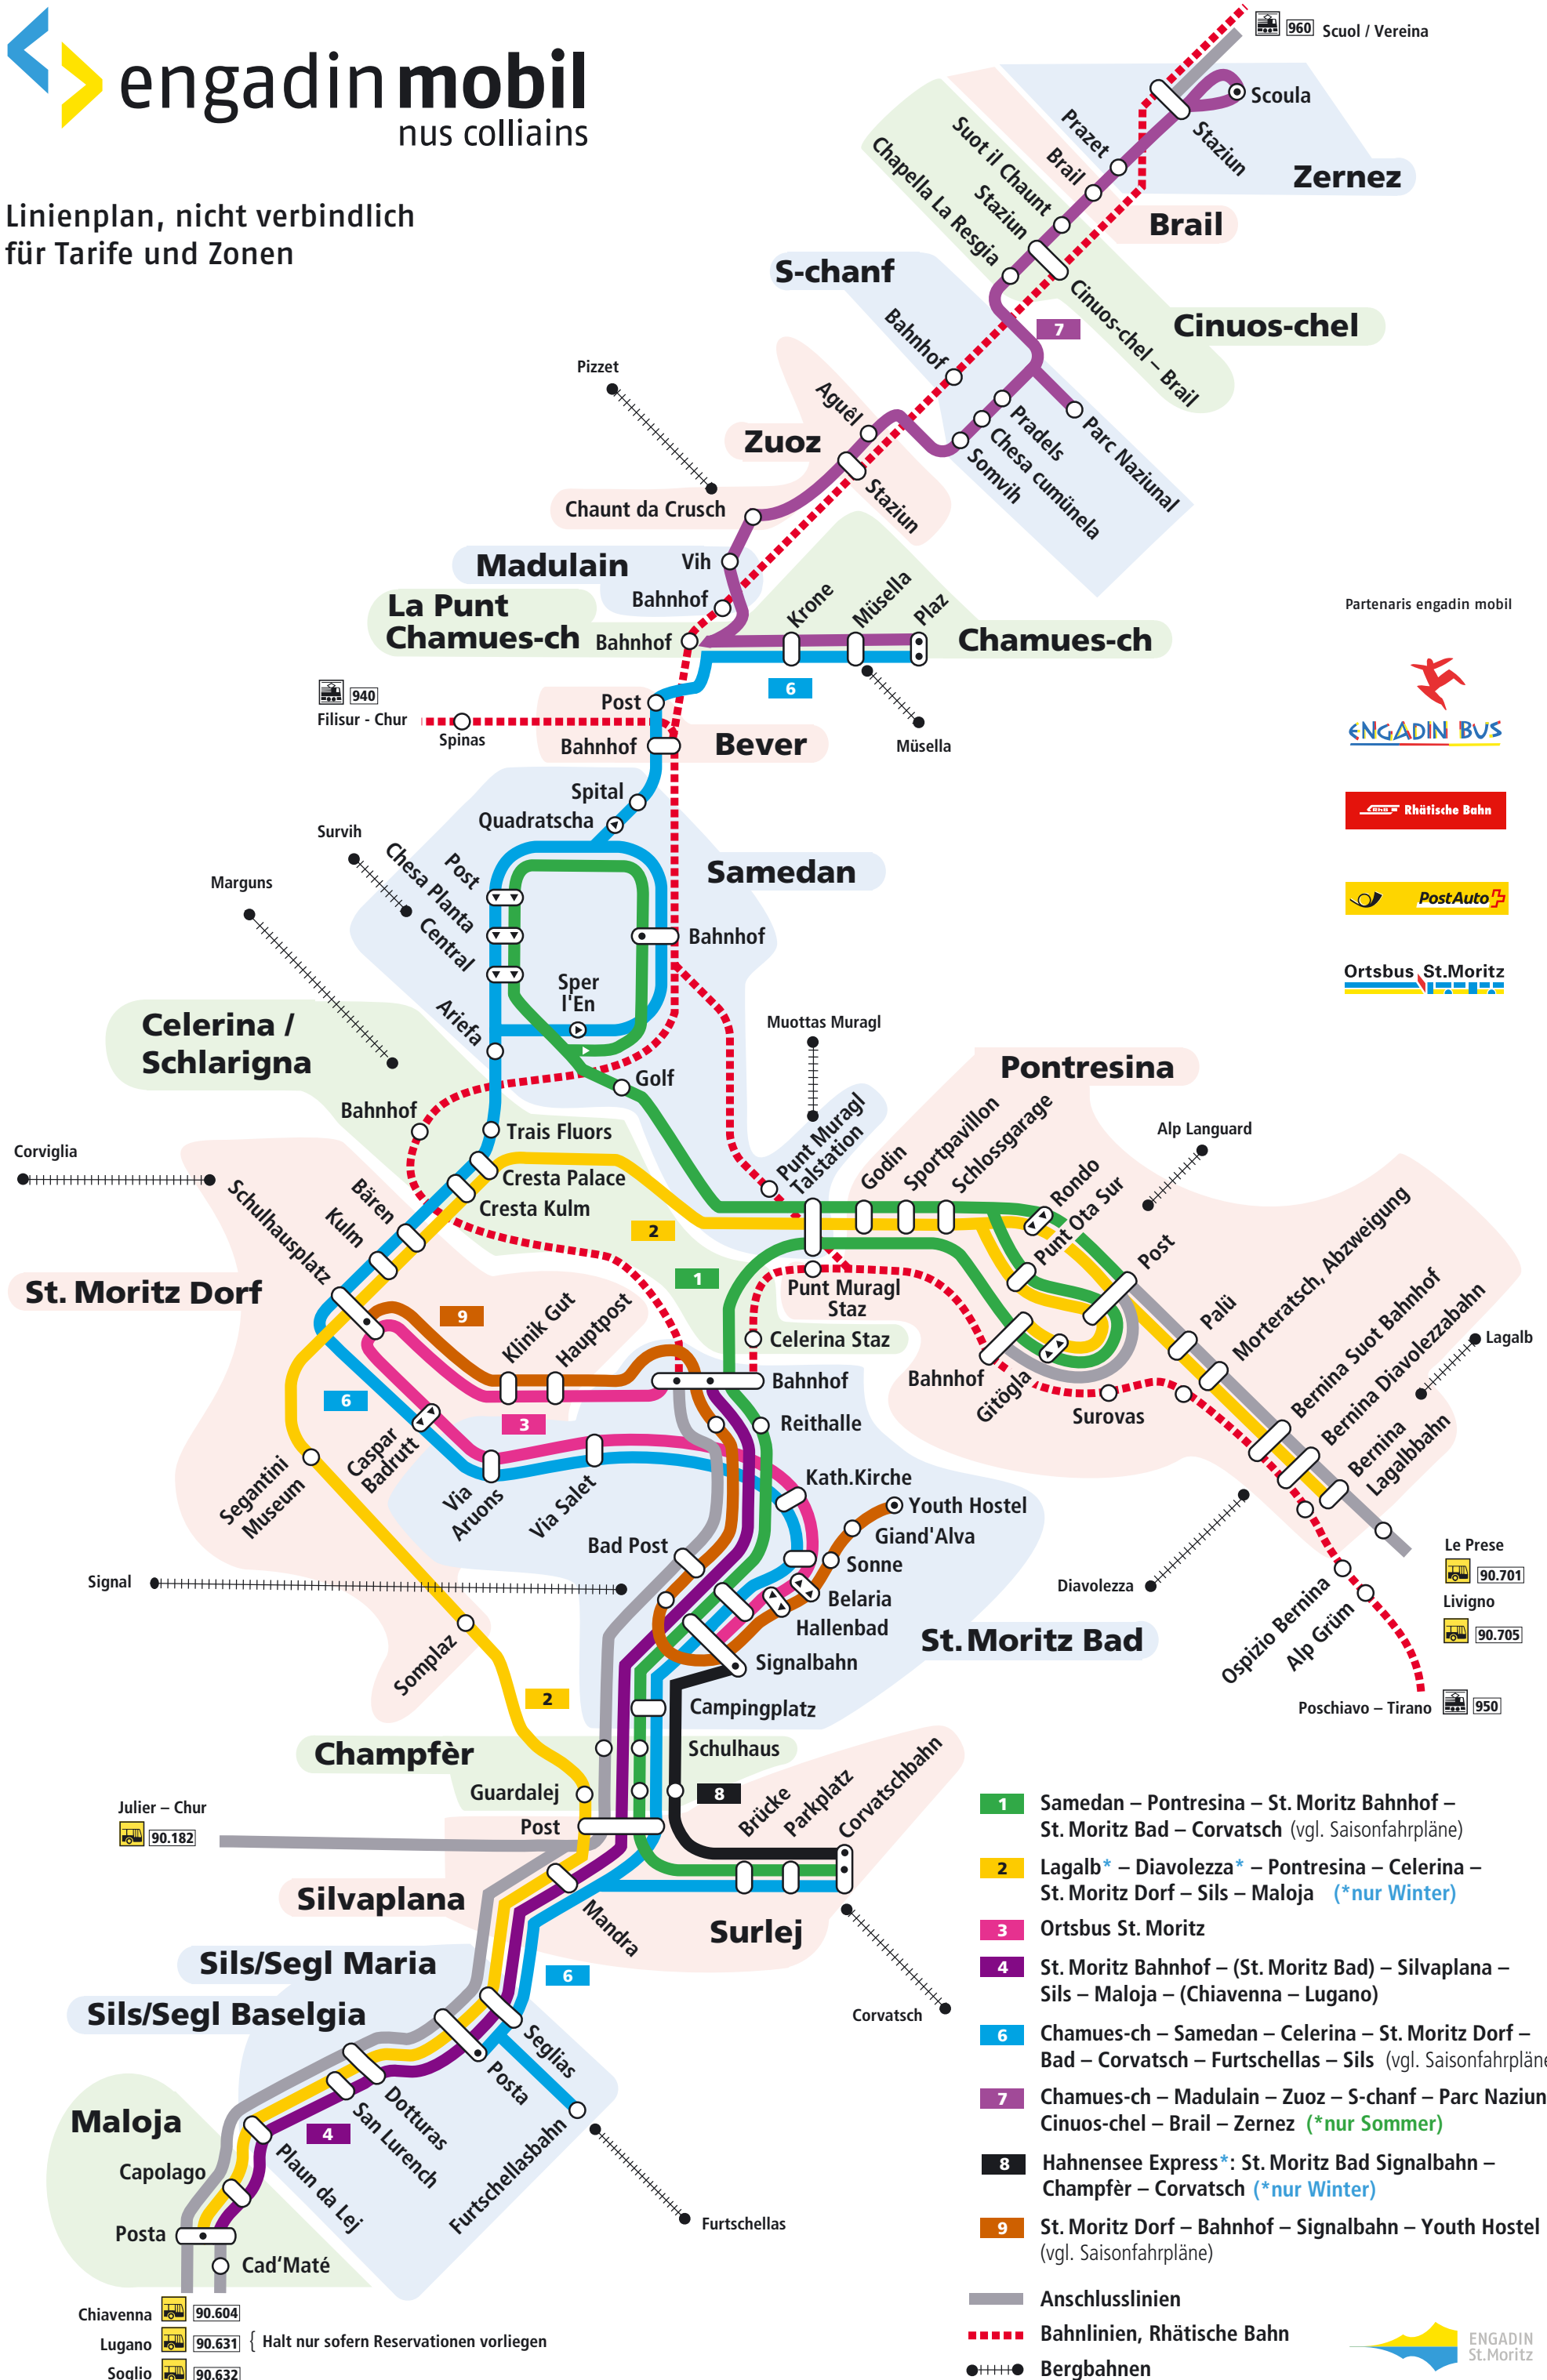 engadin mobil
nus colliains
Linienplan, nicht verbindlich
für Tarife und Zonen
960 Scuol / Vereina
Scoula
Staziun
Prazet
Zernez
Brail
Brail
Suot il Chaunt
Staziun
Chapella La Resgia
Cinuos-chel – Brail
Cinuos-chel
S-chanf
Bahnhof
7
Pradels
Chesa cumünela
Somvih
Parc Naziunal
Pizzet
Aguêl
Zuoz
Staziun
Chaunt da Crusch
Madulain
Vih
Bahnhof
La Punt
Chamues-ch
Bahnhof
Krone
Müsella
Plaz
Chamues-ch
6
Müsella
Partenaris engadin mobil
ENGADIN BUS
Rhätische Bahn
PostAuto
Ortsbus St.Moritz
940
Filisur - Chur
Spinas
Post
Bahnhof
Bever
Spital
Quadratscha
Survih
Marguns
Post
Chesa Planta
Central
Samedan
Bahnhof
Sper
l'En
Ariefa
Celerina /
Schlarigna
Golf
Muottas Muragl
Bahnhof
Trais Fluors
Cresta Palace
Cresta Kulm
Corviglia
Punt Muragl
Talstation
Godin
Sportpavillon
Schlossgarage
Pontresina
Alp Languard
Rondo
Punt Ota Sur
Post
Schulhausplatz
Bären
Kulm
2
1
St. Moritz Dorf
9
Klinik Gut
Hauptpost
Punt Muragl
Staz
Celerina Staz
Bahnhof
Bahnhof
Gitögla
Surovas
Palü
Morteratsch, Abzweigung
Bernina Suot Bahnhof
Bernina Diavolezzabahn
Bernina
Lagalbbahn
Lagalb
6
3
Reithalle
Caspar
Badrutt
Via
Aruons
Via Salet
Segantini
Museum
Kath.Kirche
Youth Hostel
Giand'Alva
Sonne
Belaria
Hallenbad
Bad Post
Signal
Signalbahn
St. Moritz Bad
Diavolezza
Le Prese
90.701
Livigno
90.705
Ospizio Bernina
Alp Grüm
Poschiavo – Tirano 950
Somplaz
2
Campingplatz
Champfèr
Schulhaus
Guardalej
8
Julier – Chur
90.182
Post
Brücke
Parkplatz
Corvatschbahn
Silvaplana
Mandra
Surlej
6
Corvatsch
Sils/Segl Maria
Sils/Segl Baselgia
Seglias
Posta
Furtschellasbahn
Furtschellas
Dotturas
San Lurench
4
Plaun da Lej
Maloja
Capolago
Posta
Cad‘Maté
Chiavenna 90.604
Lugano 90.631 { Halt nur sofern Reservationen vorliegen
Soglio 90.632
1 Samedan – Pontresina – St. Moritz Bahnhof –
St. Moritz Bad – Corvatsch (vgl. Saisonfahrpläne)
2 Lagalb* – Diavolezza* – Pontresina – Celerina –
St. Moritz Dorf – Sils – Maloja (*nur Winter)
3 Ortsbus St. Moritz
4 St. Moritz Bahnhof – (St. Moritz Bad) – Silvaplana –
Sils – Maloja – (Chiavenna – Lugano)
6 Chamues-ch – Samedan – Celerina – St. Moritz Dorf –
Bad – Corvatsch – Furtschellas – Sils (vgl. Saisonfahrpläne
7 Chamues-ch – Madulain – Zuoz – S-chanf – Parc Naziun
Cinuos-chel – Brail – Zernez (*nur Sommer)
8 Hahnensee Express*: St. Moritz Bad Signalbahn –
Champfèr – Corvatsch (*nur Winter)
9 St. Moritz Dorf – Bahnhof – Signalbahn – Youth Hostel
(vgl. Saisonfahrpläne)
Anschlusslinien
Bahnlinien, Rhätische Bahn
Bergbahnen
ENGADIN
St.Moritz